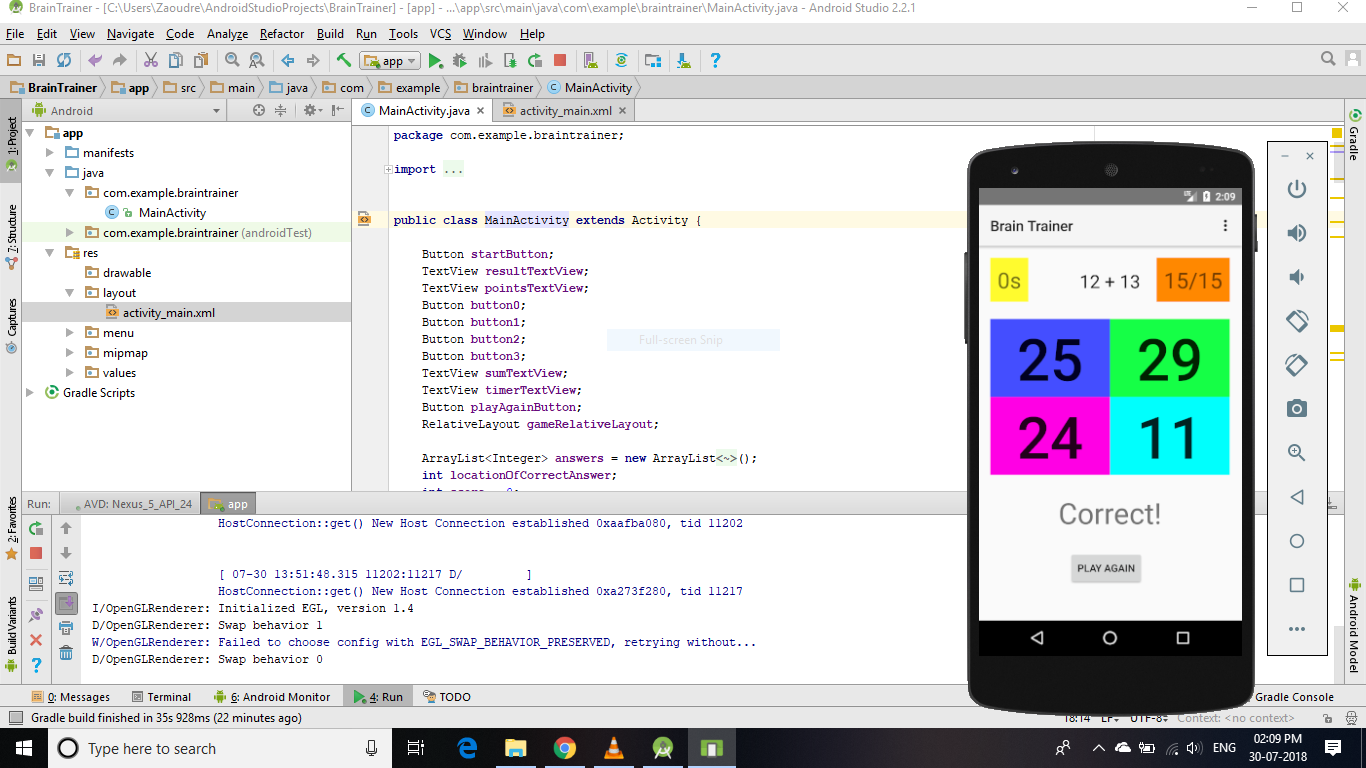 BrainTrainer - [C:\Users\Zaoudre\AndroidStudioProjects\BrainTrainer] - [app] - ...\app\src\main\java\com\example\braintrainer\MainActivity.java - Android Studio 2.2.1
File Edit View Navigate Code Analyze Refactor Build Run Tools VCS Window Help
app
BrainTrainer app src main java com example braintrainer MainActivity
Android
MainActivity.java activity_main.xml
1: Project
7: Structure
Captures
2: Favorites
Build Variants
app
manifests
java
com.example.braintrainer
MainActivity
com.example.braintrainer (androidTest)
res
drawable
layout
activity_main.xml
menu
mipmap
values
Gradle Scripts
package com.example.braintrainer;
import ...
public class MainActivity extends Activity {
Button startButton;
TextView resultTextView;
TextView pointsTextView;
Button button0;
Button button1;
Button button2;
Button button3;
TextView sumTextView;
TextView timerTextView;
Button playAgainButton;
RelativeLayout gameRelativeLayout;
ArrayList<Integer> answers = new ArrayList<~>();
int locationOfCorrectAnswer;
Full-screen Snip
2:09
Brain Trainer
0s 12 + 13 15/15
25 29
24 11
Correct!
PLAY AGAIN
Gradle
Android Model
Run: AVD: Nexus_5_API_24 app
HostConnection::get() New Host Connection established 0xaafba080, tid 11202
[ 07-30 13:51:48.315 11202:11217 D/ ]
HostConnection::get() New Host Connection established 0xa273f280, tid 11217
I/OpenGLRenderer: Initialized EGL, version 1.4
D/OpenGLRenderer: Swap behavior 1
W/OpenGLRenderer: Failed to choose config with EGL_SWAP_BEHAVIOR_PRESERVED, retrying without...
D/OpenGLRenderer: Swap behavior 0
0: Messages Terminal 6: Android Monitor 4: Run TODO Gradle Console
Gradle build finished in 35s 928ms (22 minutes ago) 18:14 LF UTF-8 Context: <no context>
Type here to search ENG 02:09 PM
30-07-2018